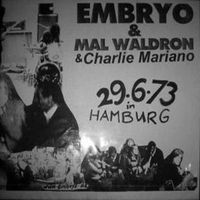 EMBRYO
&
MAL WALDRON
& Charlie Mariano
29.6.73
in
HAMBURG